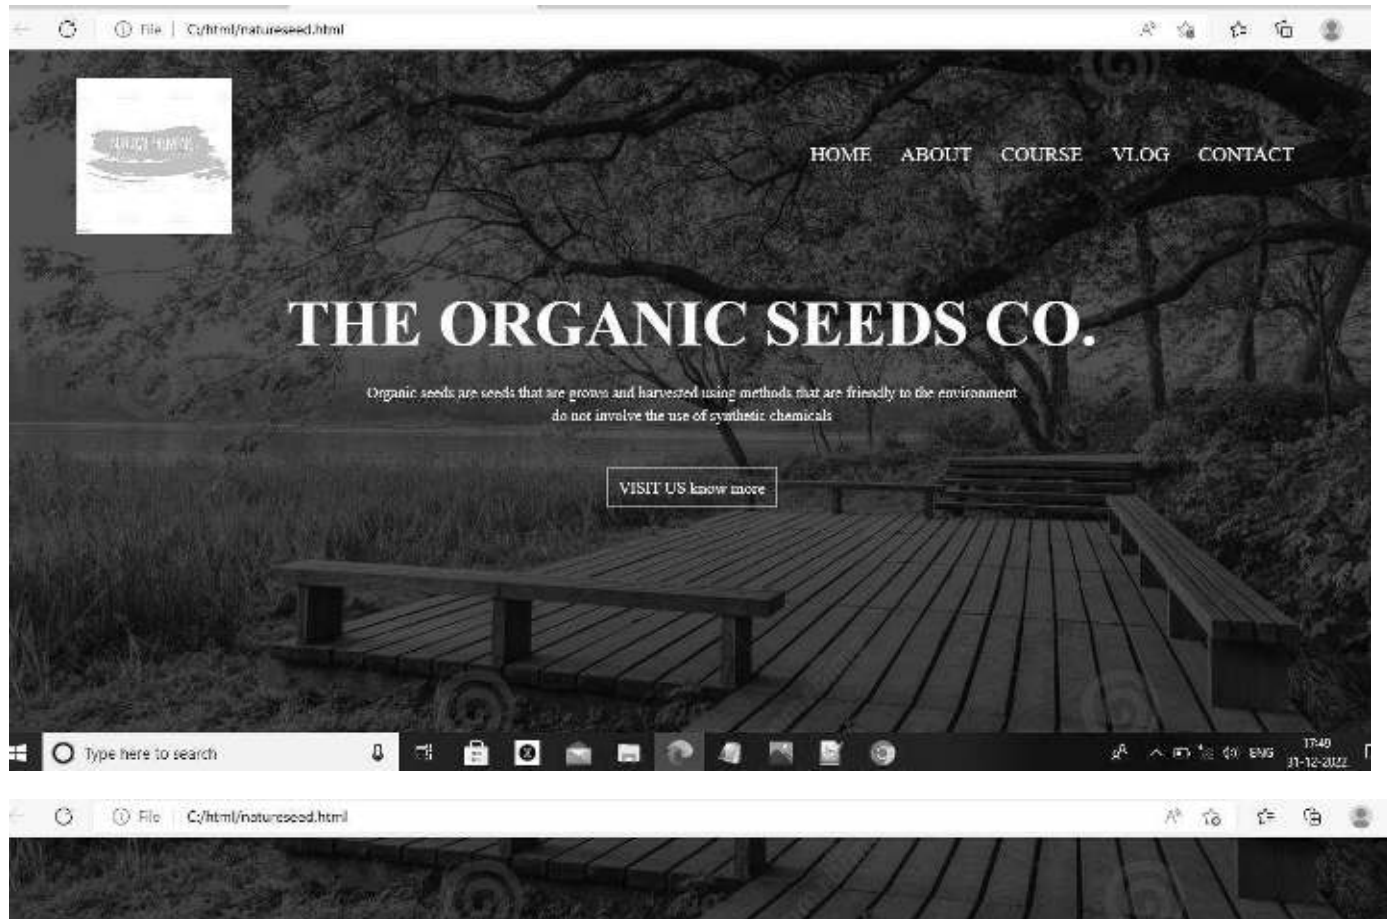 File | C:/html/natureseed.html
HOME ABOUT COURSE VLOG CONTACT
THE ORGANIC SEEDS CO.
Organic seeds are seeds that are grown and harvested using methods that are friendly to the environment
do not involve the use of synthetic chemicals
VISIT US know more
Type here to search
ENG
17:49
31-12-2022
File C:/html/natureseed.html